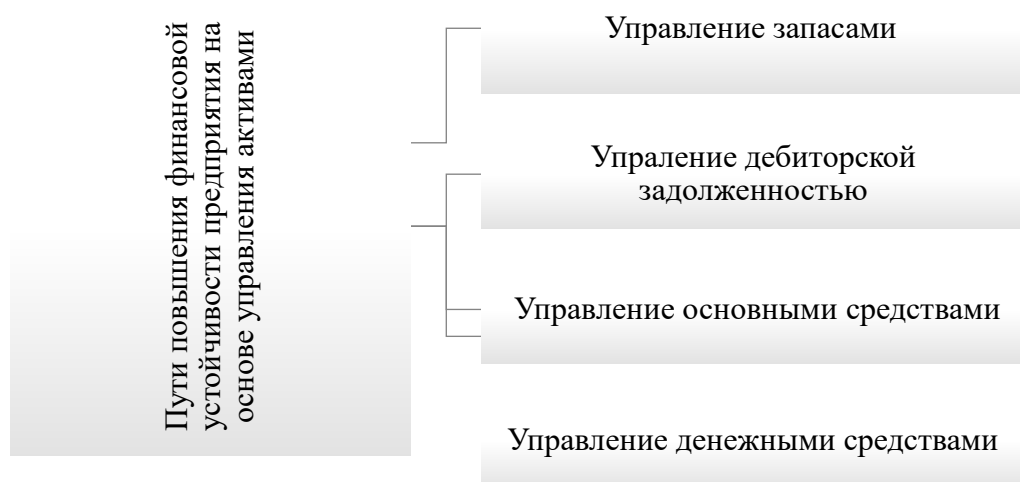 Пути повышения финансовой
устойчивости предприятия на
основе управления активами
Управление запасами
Упраление дебиторской
задолженностью
Управление основными средствами
Управление денежными средствами